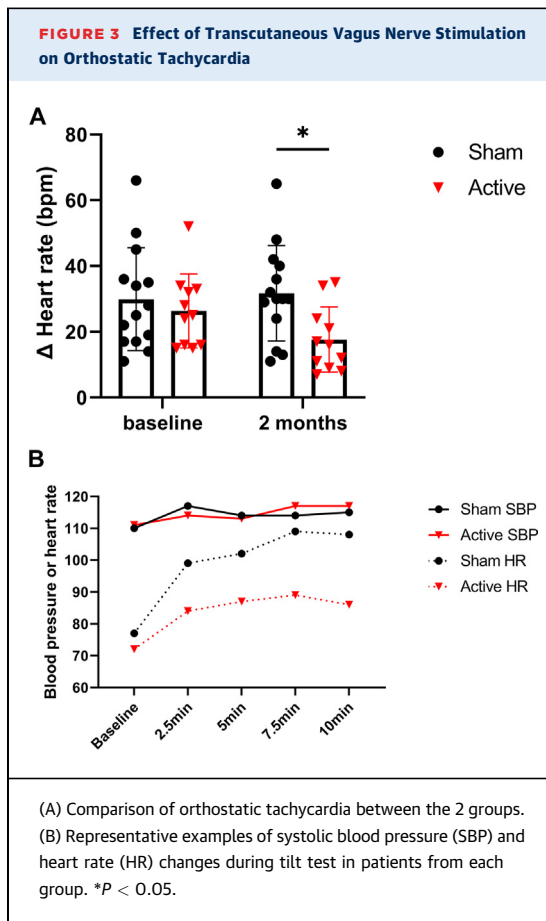 FIGURE 3 Effect of Transcutaneous Vagus Nerve Stimulation
on Orthostatic Tachycardia
A
Δ Heart rate (bpm)
80
60
40
20
0
*
Sham
Active
baseline
2 months
B
Blood pressure or heart rate
120
110
100
90
80
70
60
Baseline
2.5min
5min
7.5min
10min
Sham SBP
Active SBP
Sham HR
Active HR
(A) Comparison of orthostatic tachycardia between the 2 groups.
(B) Representative examples of systolic blood pressure (SBP) and
heart rate (HR) changes during tilt test in patients from each
group. *P < 0.05.